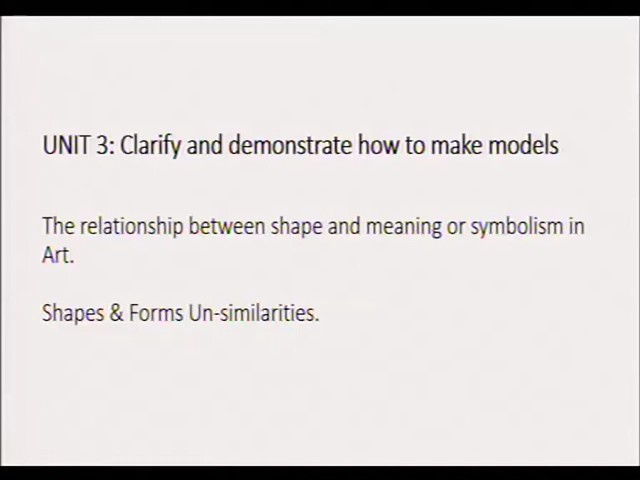 UNIT 3: Clarify and demonstrate how to make models
The relationship between shape and meaning or symbolism in
Art.
Shapes & Forms Un-similarities.